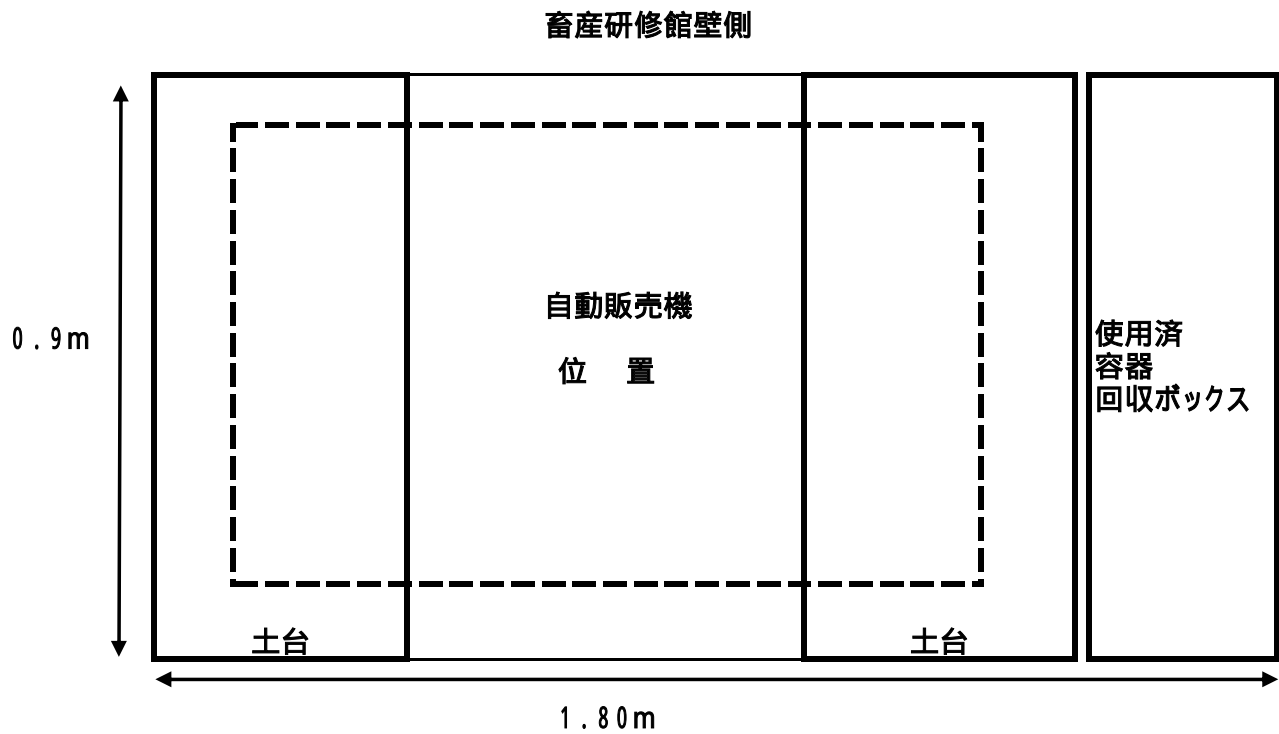 畜産研修館壁側
自動販売機
位　置
０．９ｍ
使用済
容器
回収ボックス
土台
土台
１．８０ｍ